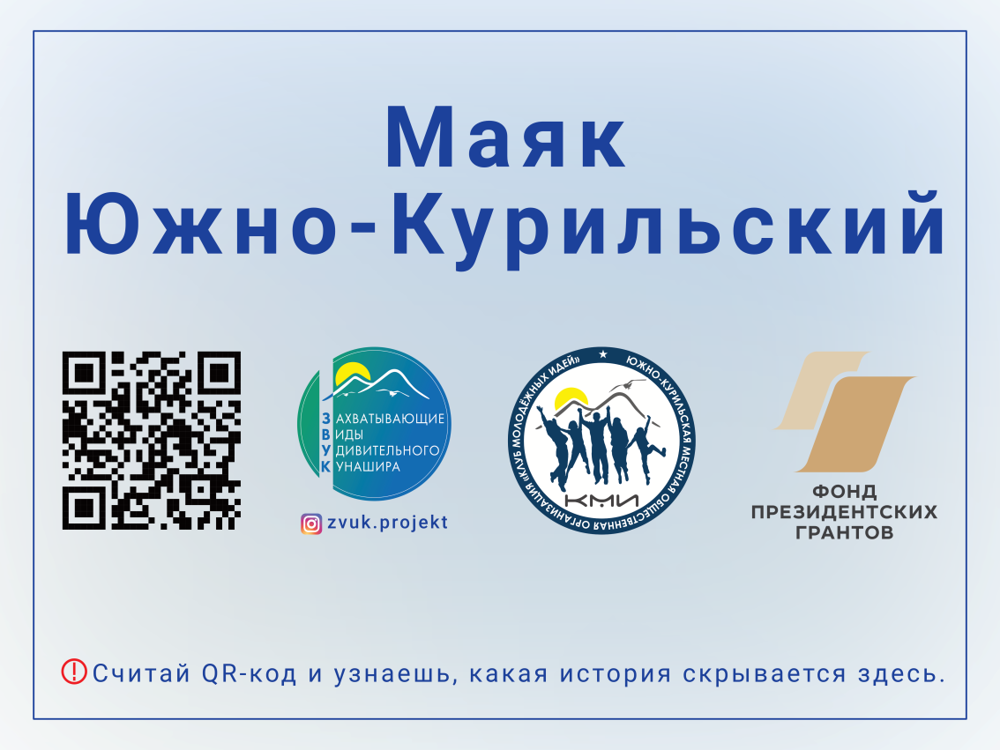 Маяк
Южно-Курильский
ЗАХВАТЫВАЮЩИЕ
ВИДЫ
УДИВИТЕЛЬНОГО
КУНАШИРА
zvuk.projekt
ЮЖНО-КУРИЛЬСКАЯ МЕСТНАЯ ОБЩЕСТВЕННАЯ ОРГАНИЗАЦИЯ «КЛУБ МОЛОДЁЖНЫХ ИДЕЙ»
КМИ
ФОНД
ПРЕЗИДЕНТСКИХ
ГРАНТОВ
Считай QR-код и узнаешь, какая история скрывается здесь.